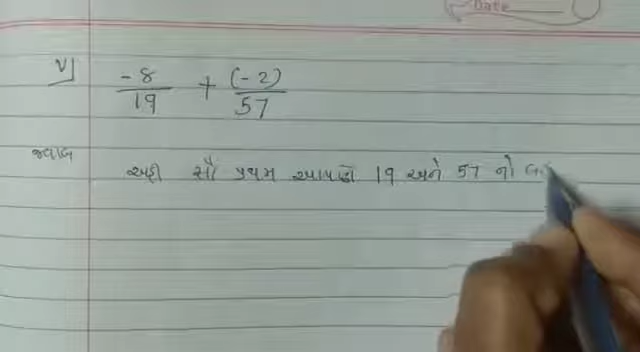 Date
v] -8/19 + (-2)/57
જવાબ
અહી સૌ પ્રથમ આપણે 19 અને 57 નો